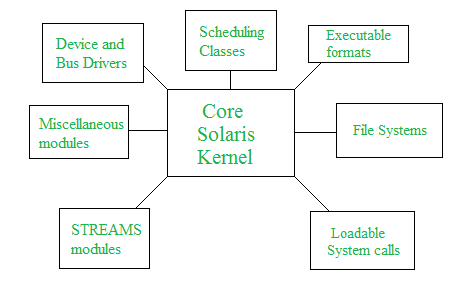 Device and
Bus Drivers
Scheduling
Classes
Executable
formats
Miscellaneous
modules
Core
Solaris
Kernel
File Systems
STREAMS
modules
Loadable
System calls